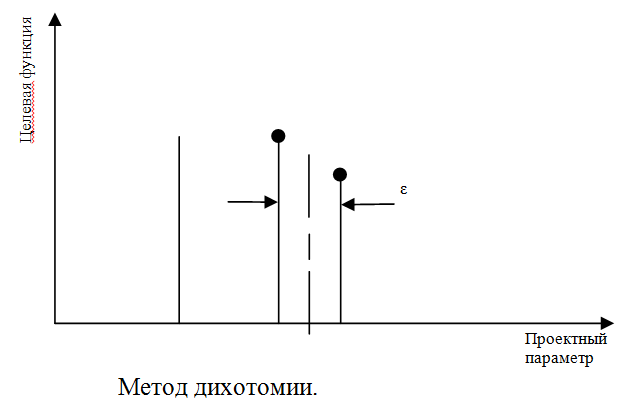 Целевая функция
ε
Проектный
параметр
Метод дихотомии.